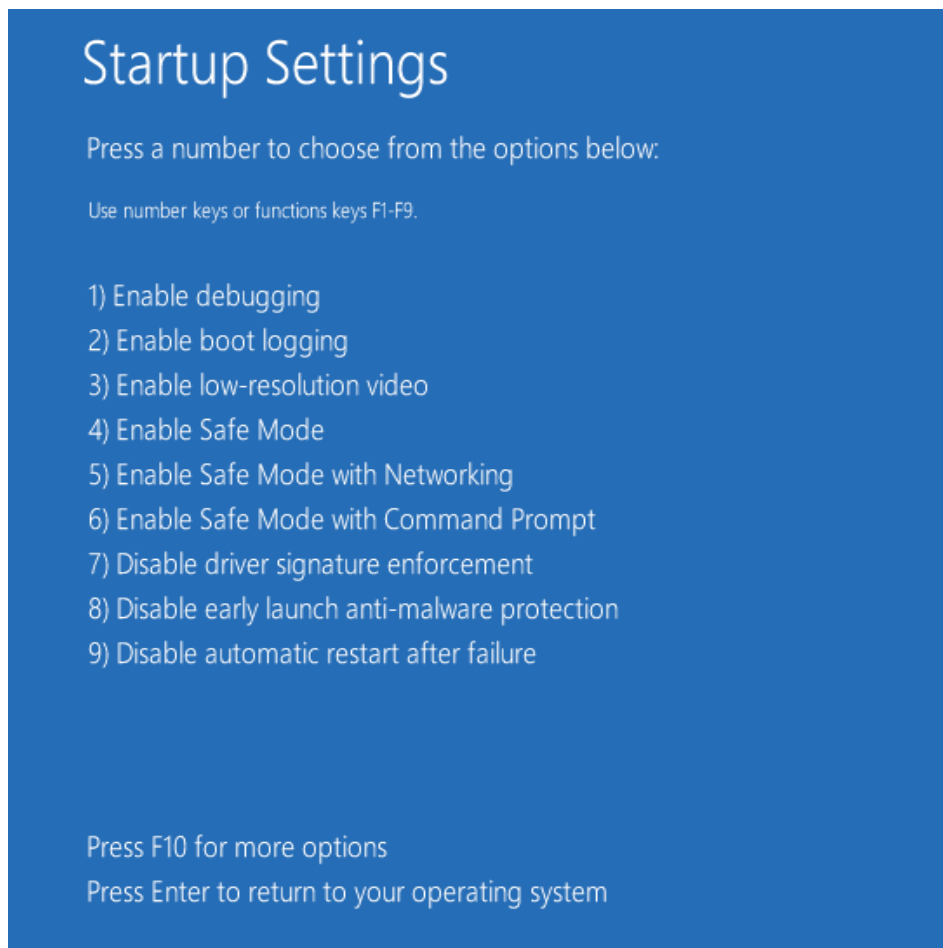 Startup Settings
Press a number to choose from the options below:
Use number keys or functions keys F1-F9.
1) Enable debugging
2) Enable boot logging
3) Enable low-resolution video
4) Enable Safe Mode
5) Enable Safe Mode with Networking
6) Enable Safe Mode with Command Prompt
7) Disable driver signature enforcement
8) Disable early launch anti-malware protection
9) Disable automatic restart after failure
Press F10 for more options
Press Enter to return to your operating system